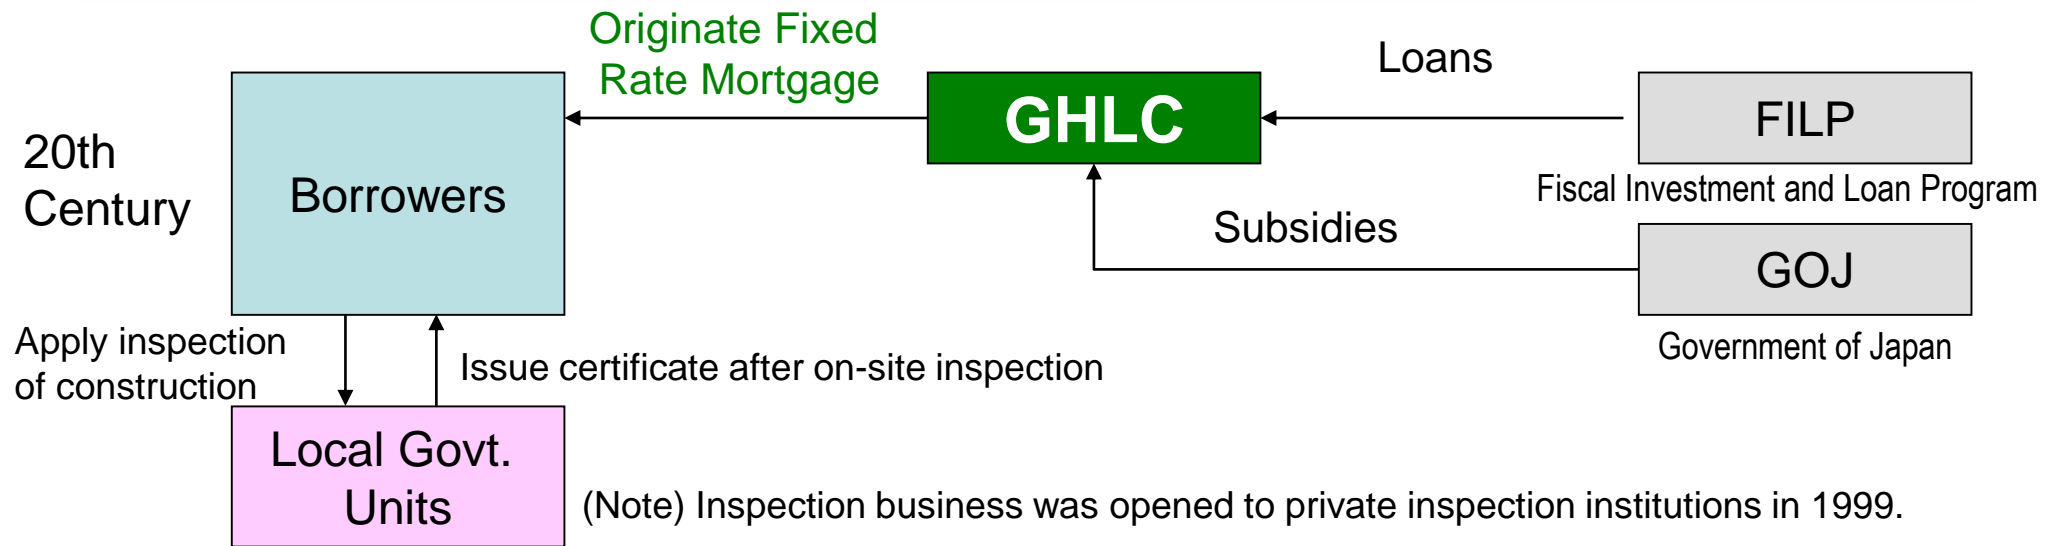 Originate Fixed
Rate Mortgage
Loans
GHLC
FILP
20th
Century
Borrowers
Fiscal Investment and Loan Program
Subsidies
GOJ
Government of Japan
Apply inspection
of construction
Issue certificate after on-site inspection
Local Govt.
Units
(Note) Inspection business was opened to private inspection institutions in 1999.